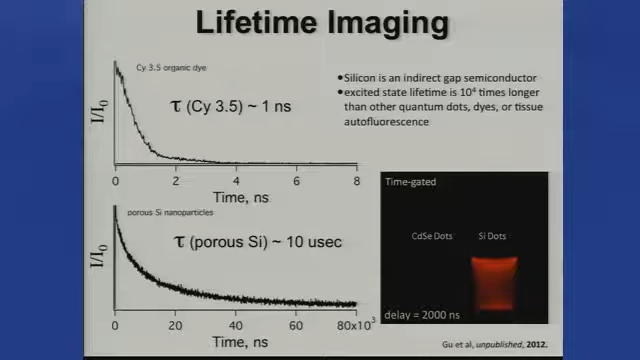 Lifetime Imaging
Cy 3.5 organic dye
I/I0
τ (Cy 3.5) ~ 1 ns
0 2 4 6 8
Time, ns
porous Si nanoparticles
I/I0
τ (porous Si) ~ 10 usec
0 20 40 60 80x10³
Time, ns
•Silicon is an indirect gap semiconductor
•excited state lifetime is 10⁴ times longer
than other quantum dots, dyes, or tissue
autofluorescence
Time-gated
CdSe Dots Si Dots
delay = 2000 ns
Gu et al, unpublished, 2012.